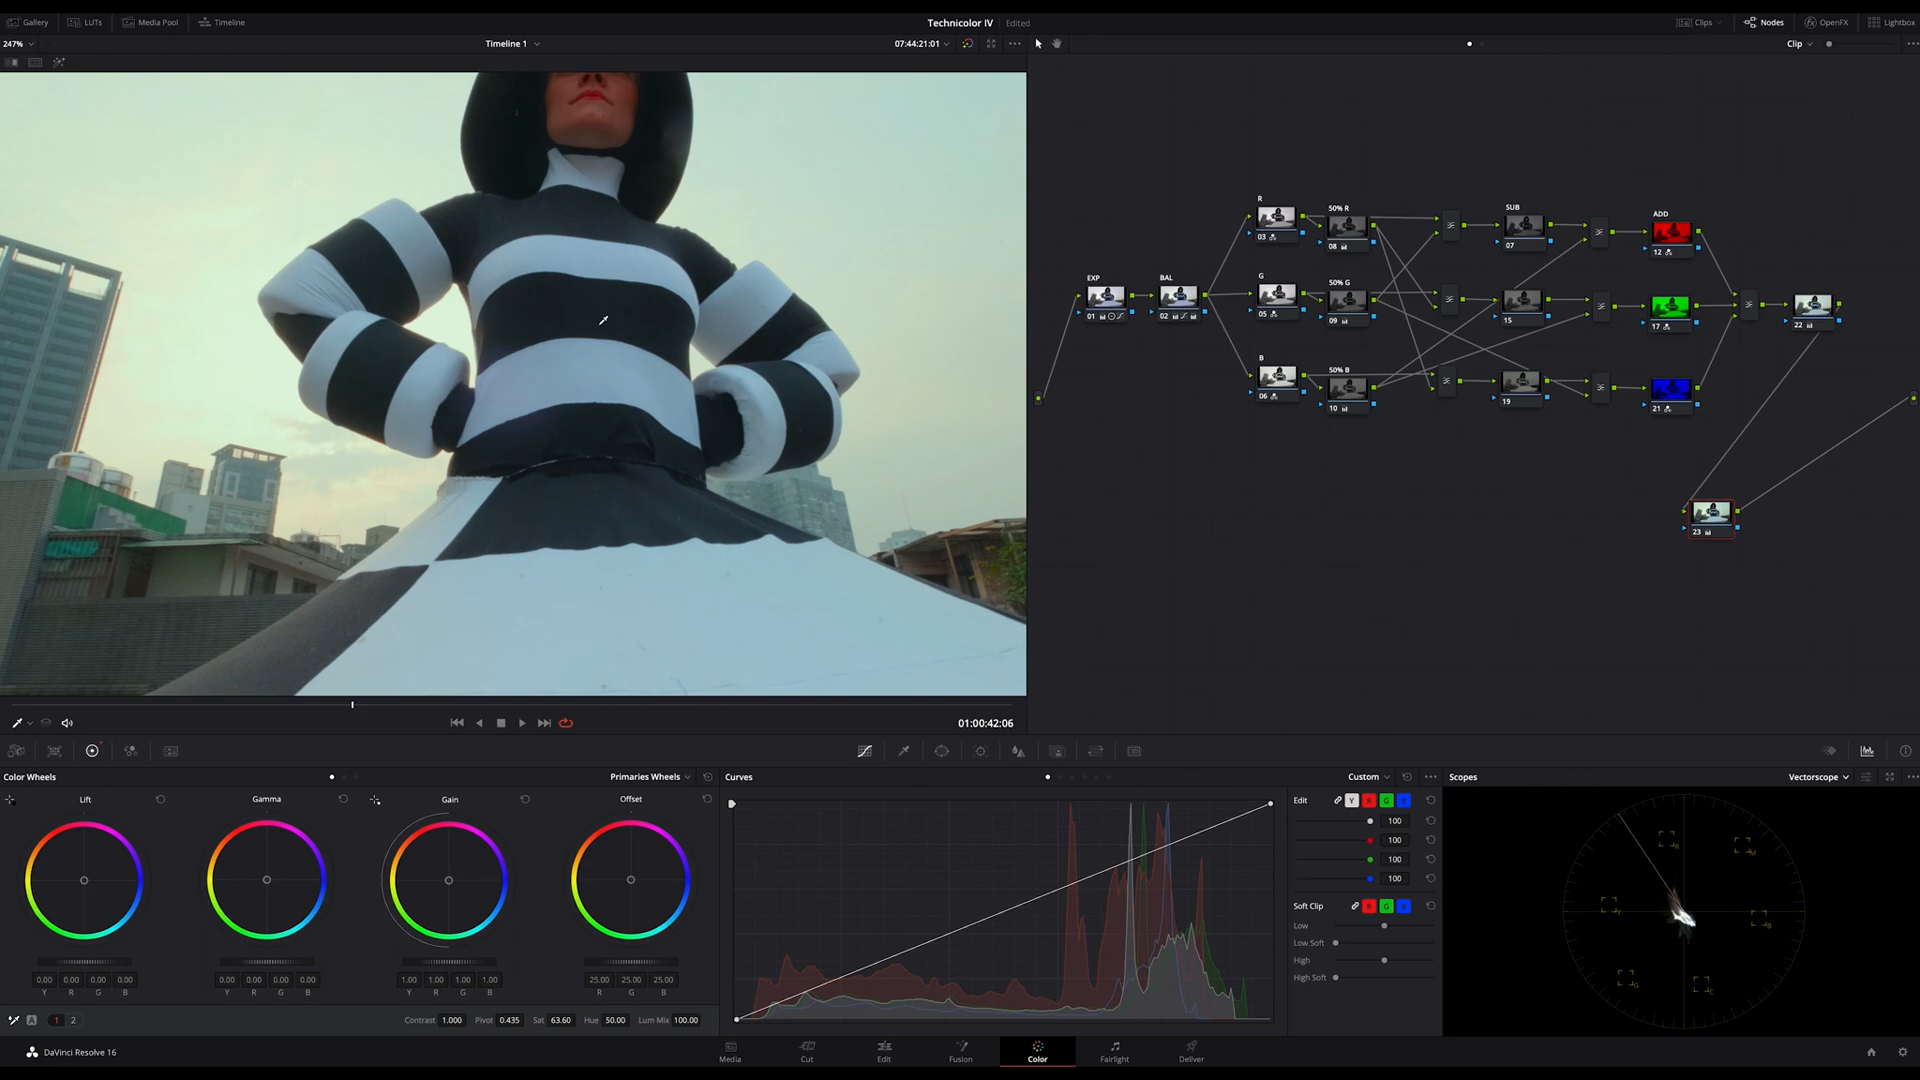 Gallery LUTs Media Pool Timeline Technicolor IV Edited Clips Nodes OpenFX Lightbox
247% Timeline 1 07:44:21:01 Clip
R
50% R
SUB
ADD
03
08
07
12
EXP
BAL
G
50% G
01
02
05
09
15
17
22
B
50% B
06
10
19
21
23
01:00:42:06
Color Wheels Primaries Wheels Curves Custom Scopes Vectorscope
Lift Gamma Gain Offset
Edit Y R G B
100
100
100
100
Soft Clip R G B
Low
Low Soft
High
High Soft
0.00 0.00 0.00 0.00 0.00 0.00 0.00 0.00 1.00 1.00 1.00 1.00 25.00 25.00 25.00
Y R G B Y R G B Y R G B R G B
R M B C G Y
A 1 2 Contrast 1.000 Pivot 0.435 Sat 63.60 Hue 50.00 Lum Mix 100.00
DaVinci Resolve 16 Media Cut Edit Fusion Color Fairlight Deliver